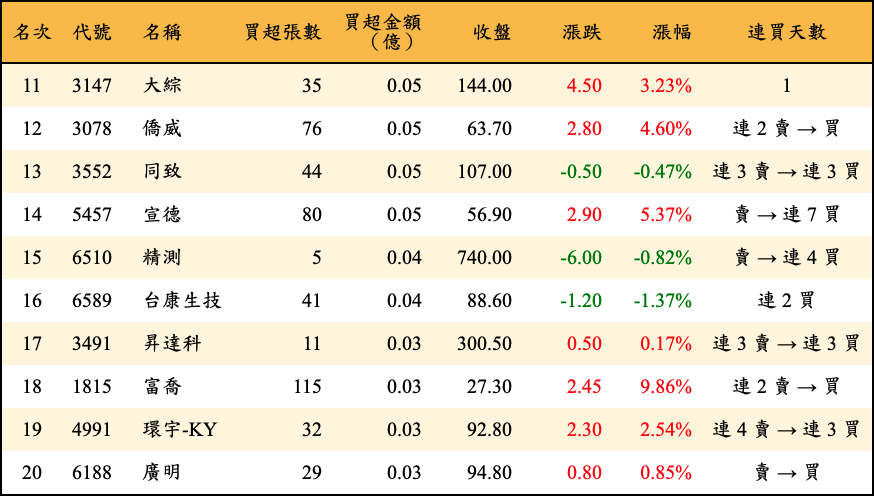 名次 代號 名稱 買超張數 買超金額（億） 收盤 漲跌 漲幅 連買天數
11 3147 大綜 35 0.05 144.00 4.50 3.23% 1
12 3078 僑威 76 0.05 63.70 2.80 4.60% 連 2 賣 → 買
13 3552 同致 44 0.05 107.00 -0.50 -0.47% 連 3 賣 → 連 3 買
14 5457 宣德 80 0.05 56.90 2.90 5.37% 賣 → 連 7 買
15 6510 精測 5 0.04 740.00 -6.00 -0.82% 賣 → 連 4 買
16 6589 台康生技 41 0.04 88.60 -1.20 -1.37% 連 2 買
17 3491 昇達科 11 0.03 300.50 0.50 0.17% 連 3 賣 → 連 3 買
18 1815 富喬 115 0.03 27.30 2.45 9.86% 連 2 賣 → 買
19 4991 環宇-KY 32 0.03 92.80 2.30 2.54% 連 4 賣 → 連 3 買
20 6188 廣明 29 0.03 94.80 0.80 0.85% 賣 → 買